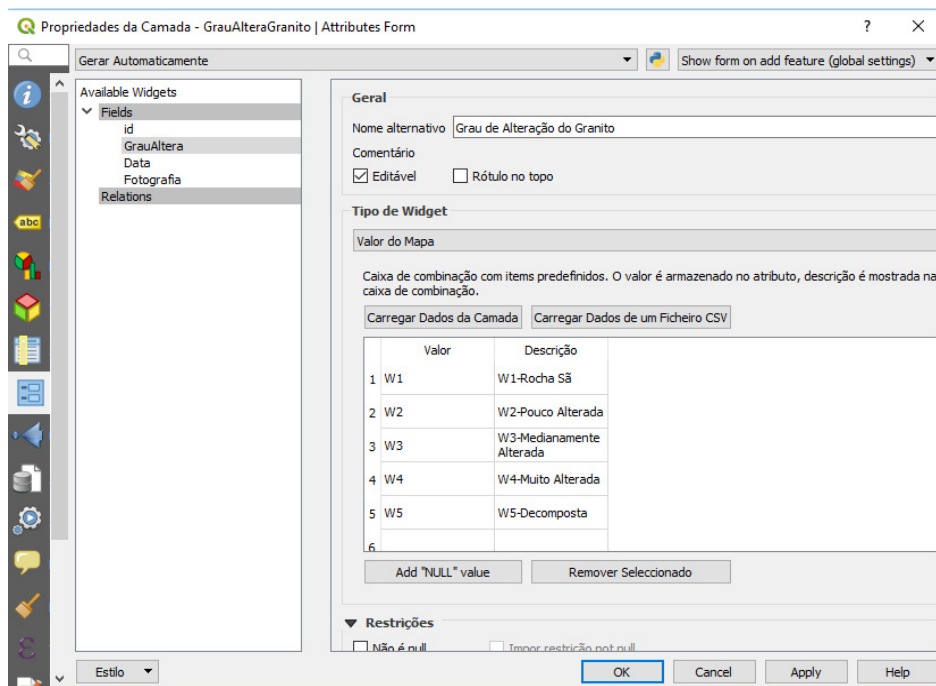 Propriedades da Camada - GrauAlteraGranito | Attributes Form
Gerar Automaticamente
Show form on add feature (global settings)
Available Widgets
Fields
id
GrauAltera
Data
Fotografia
Relations
abc
Geral
Nome alternativo Grau de Alteração do Granito
Comentário
Editável Rótulo no topo
Tipo de Widget
Valor do Mapa
Caixa de combinação com items predefinidos. O valor é armazenado no atributo, descrição é mostrada na
caixa de combinação.
Carregar Dados da Camada Carregar Dados de um Ficheiro CSV
Valor Descrição
1 W1 W1-Rocha Sã
2 W2 W2-Pouco Alterada
3 W3 W3-Medianamente
Alterada
4 W4 W4-Muito Alterada
5 W5 W5-Decomposta
6
Add "NULL" value Remover Seleccionado
Restrições
Não é null Impor restrição not null
Estilo OK Cancel Apply Help